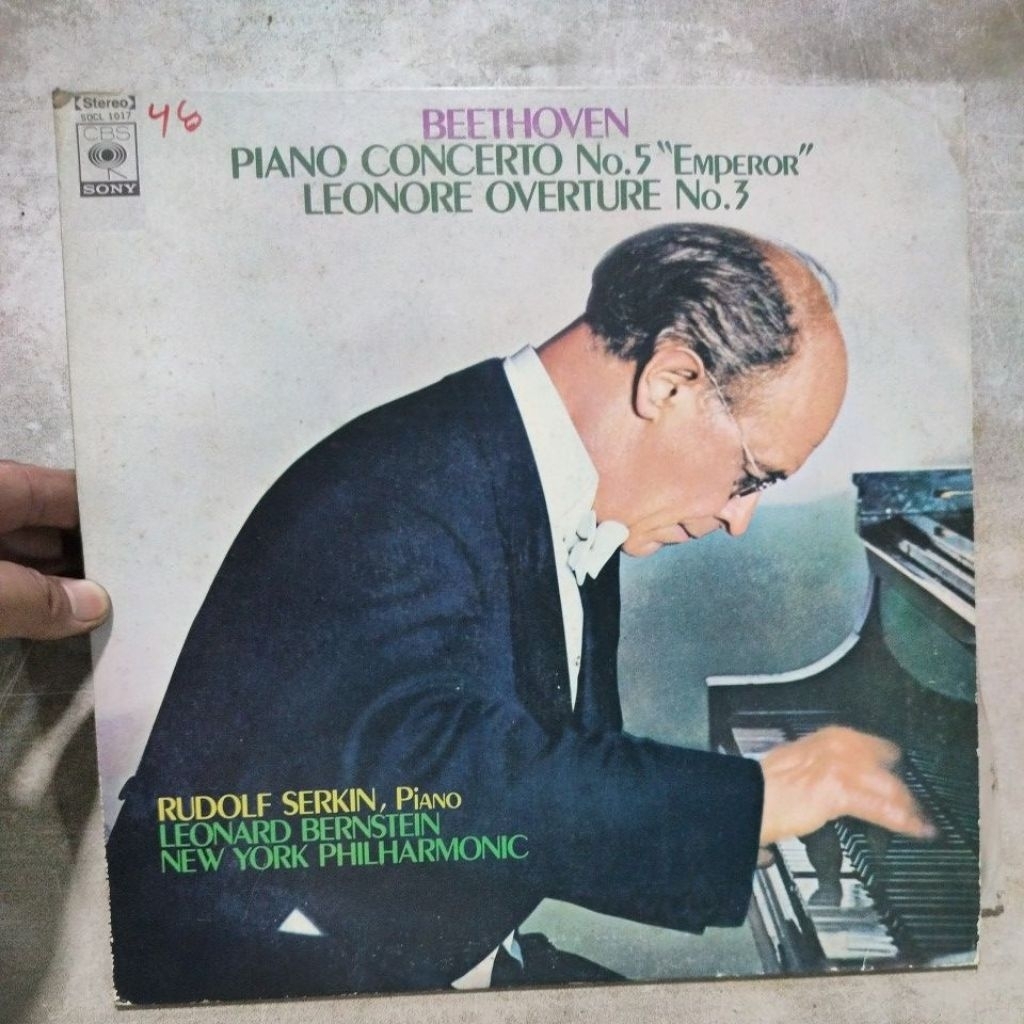 【Stereo】
SOCL 1017
48
CBS
SONY
BEETHOVEN
PIANO CONCERTO No.5 "EMPEROR"
LEONORE OVERTURE No.3
RUDOLF SERKIN, PIANO
LEONARD BERNSTEIN
NEW YORK PHILHARMONIC